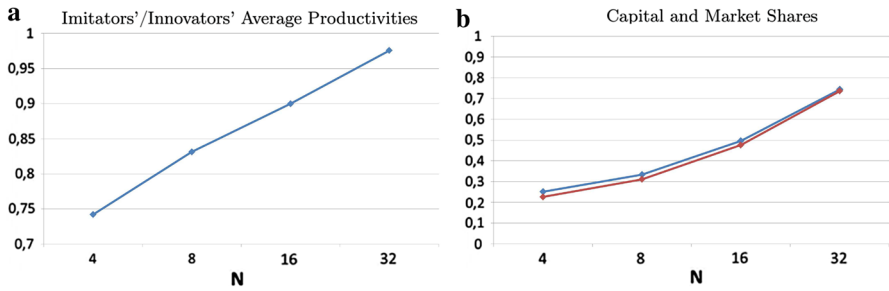 a
Imitators'/Innovators' Average Productivities
1
0,95
0,9
0,85
0,8
0,75
0,7
4 8 16 32
N
b
Capital and Market Shares
1
0,9
0,8
0,7
0,6
0,5
0,4
0,3
0,2
0,1
0
4 8 16 32
N